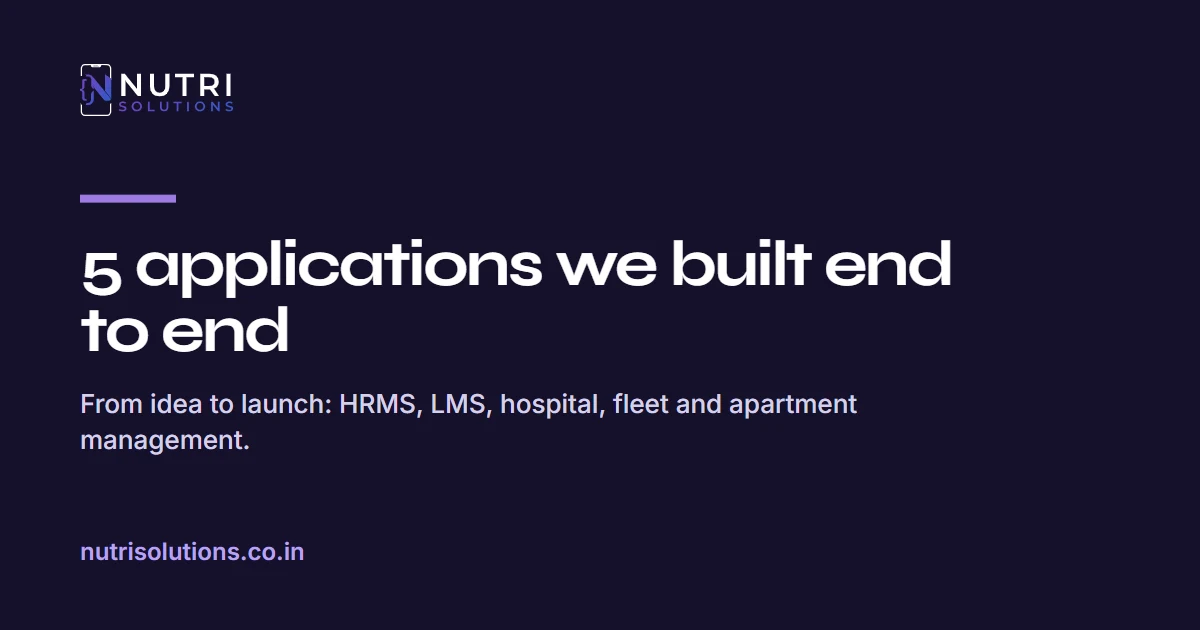 NUTRI
SOLUTIONS
5 applications we built end
to end
From idea to launch: HRMS, LMS, hospital, fleet and apartment
management.
nutrisolutions.co.in